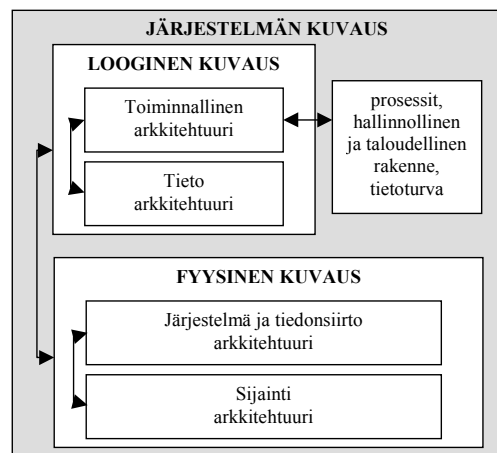 JÄRJESTELMÄN KUVAUS
LOOGINEN KUVAUS
Toiminnallinen
arkkitehtuuri
Tieto
arkkitehtuuri
prosessit,
hallinnollinen
ja taloudellinen
rakenne,
tietoturva
FYYSINEN KUVAUS
Järjestelmä ja tiedonsiirto
arkkitehtuuri
Sijainti
arkkitehtuuri